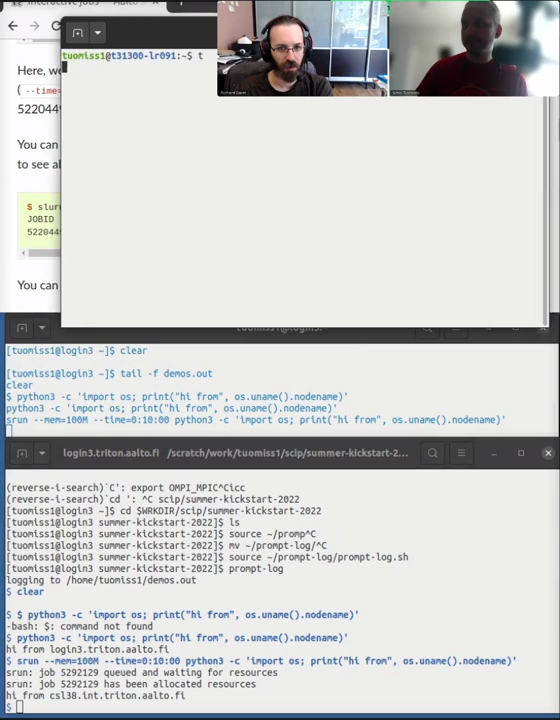 Interactive jobs — Aalto
Here, we
( --time=
5220449
You can
to see al
$ slurm
JOBID
5220449
You can
tuomiss1@t31300-lr091:~$ t
[tuomiss1@login3 ~]$ clear
[tuomiss1@login3 ~]$ tail -f demos.out
clear
$ python3 -c 'import os; print("hi from", os.uname().nodename)'
python3 -c 'import os; print("hi from", os.uname().nodename)'
srun --mem=100M --time=0:10:00 python3 -c 'import os; print("hi from", os.uname().nodename)'
login3.triton.aalto.fi /scratch/work/tuomiss1/scip/summer-kickstart-2...
(reverse-i-search)`C': export OMPI_MPIC^Cicc
(reverse-i-search)`cd ': ^C scip/summer-kickstart-2022
[tuomiss1@login3 ~]$ cd $WRKDIR/scip/summer-kickstart-2022
[tuomiss1@login3 summer-kickstart-2022]$ ls
[tuomiss1@login3 summer-kickstart-2022]$ source ~/promp^C
[tuomiss1@login3 summer-kickstart-2022]$ mv ~/prompt-log/^C
[tuomiss1@login3 summer-kickstart-2022]$ source ~/prompt-log/prompt-log.sh
[tuomiss1@login3 summer-kickstart-2022]$ prompt-log
logging to /home/tuomiss1/demos.out
$ clear
$ $ python3 -c 'import os; print("hi from", os.uname().nodename)'
-bash: $: command not found
$ python3 -c 'import os; print("hi from", os.uname().nodename)'
hi from login3.triton.aalto.fi
$ srun --mem=100M --time=0:10:00 python3 -c 'import os; print("hi from", os.uname().nodename)'
srun: job 5292129 queued and waiting for resources
srun: job 5292129 has been allocated resources
hi from csl38.int.triton.aalto.fi
$